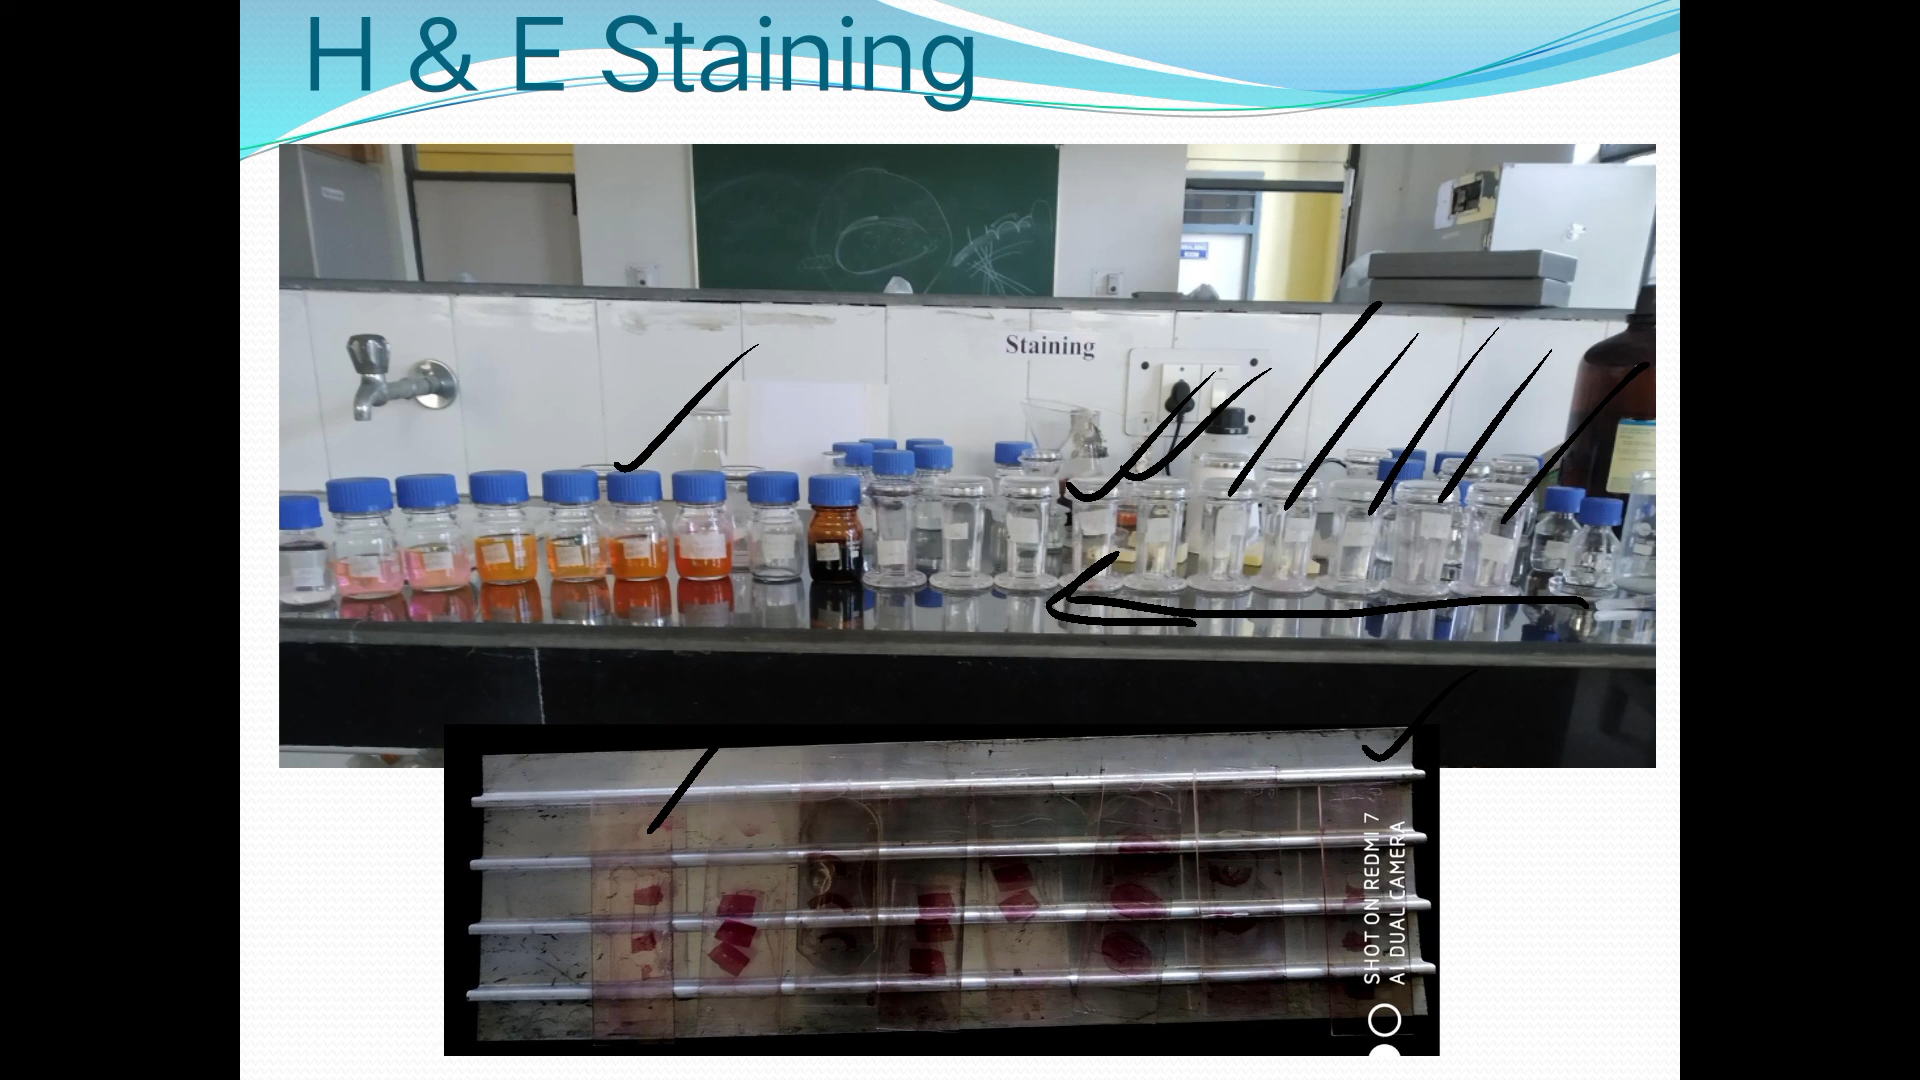 H & E Staining
Staining
SHOT ON REDMI 7
AI DUAL CAMERA